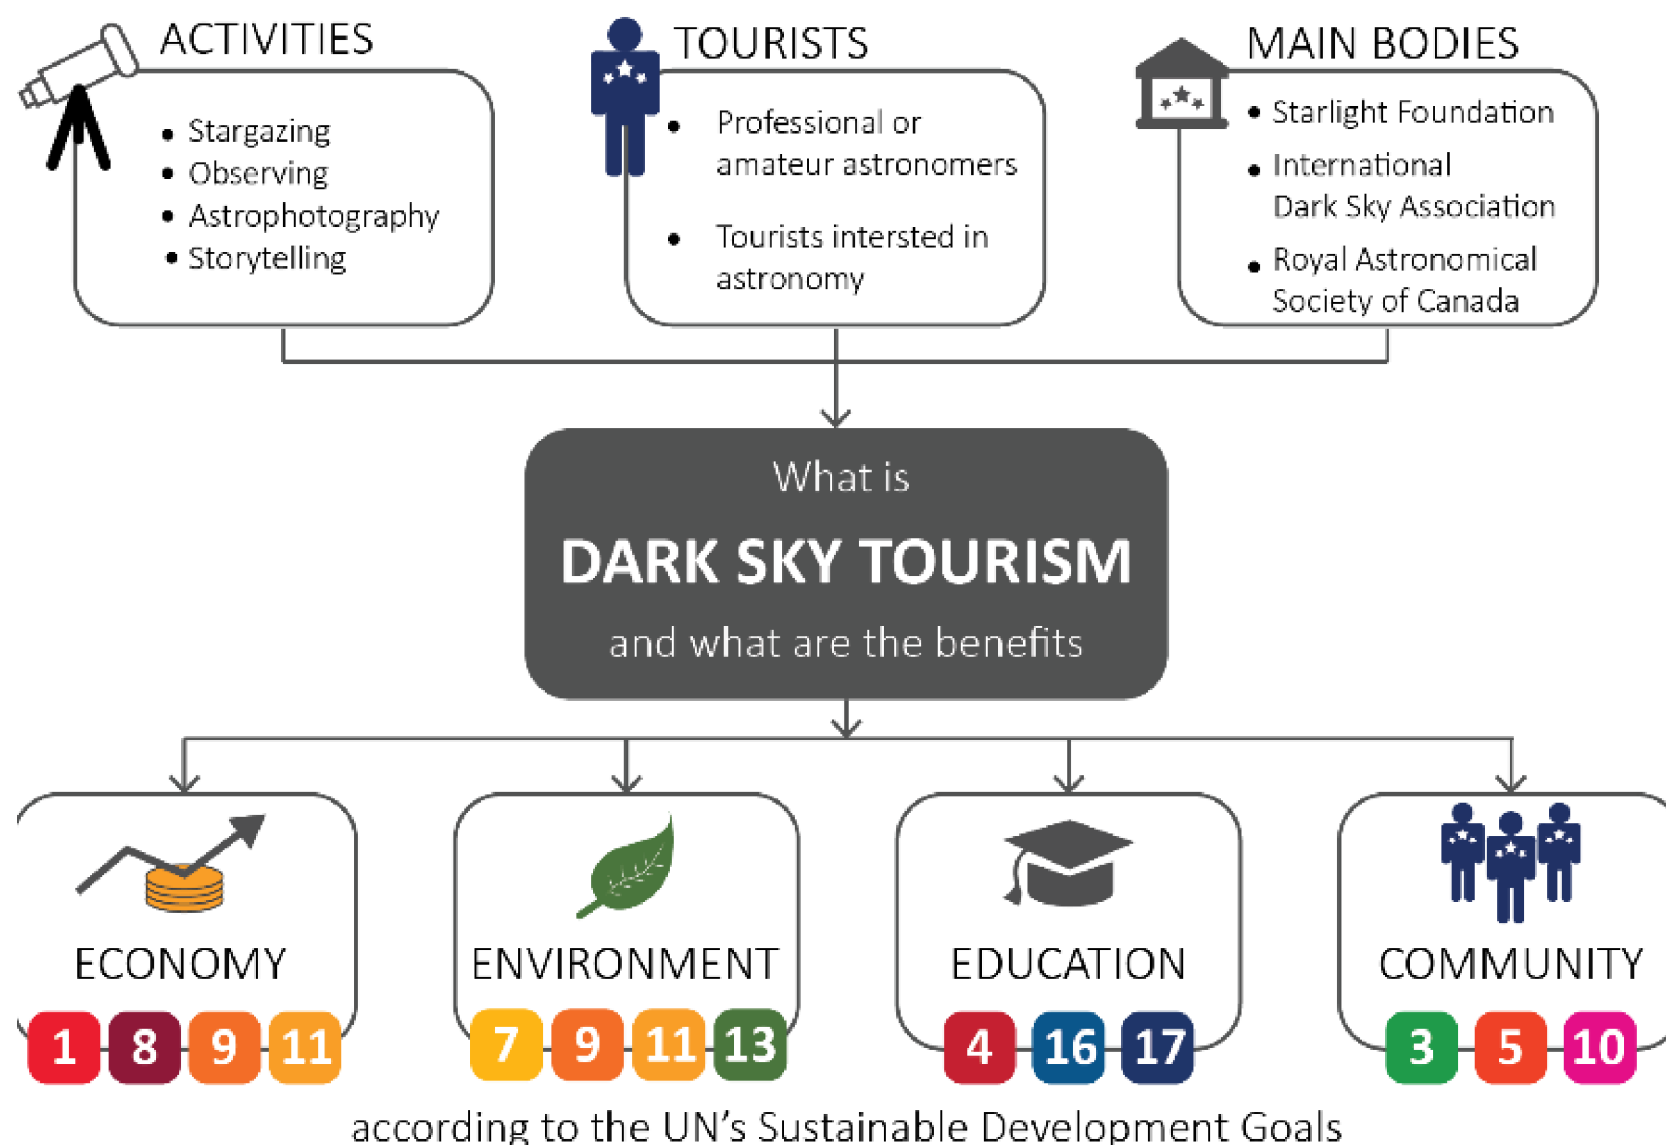 ACTIVITIES
• Stargazing
• Observing
• Astrophotography
• Storytelling
TOURISTS
• Professional or
amateur astronomers
• Tourists intersted in
astronomy
MAIN BODIES
• Starlight Foundation
• International
Dark Sky Association
• Royal Astronomical
Society of Canada
What is
DARK SKY TOURISM
and what are the benefits
ECONOMY
1 8 9 11
ENVIRONMENT
7 9 11 13
EDUCATION
4 16 17
COMMUNITY
3 5 10
according to the UN's Sustainable Development Goals